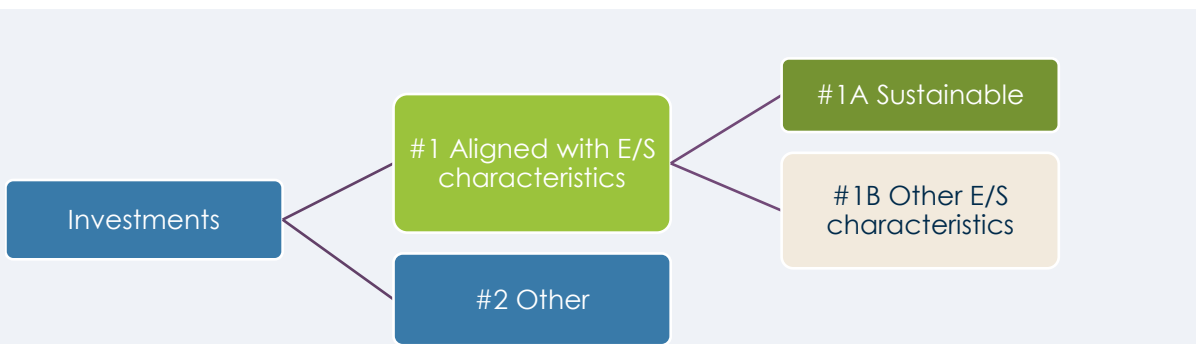 Investments
#1 Aligned with E/S
characteristics
#2 Other
#1A Sustainable
#1B Other E/S
characteristics